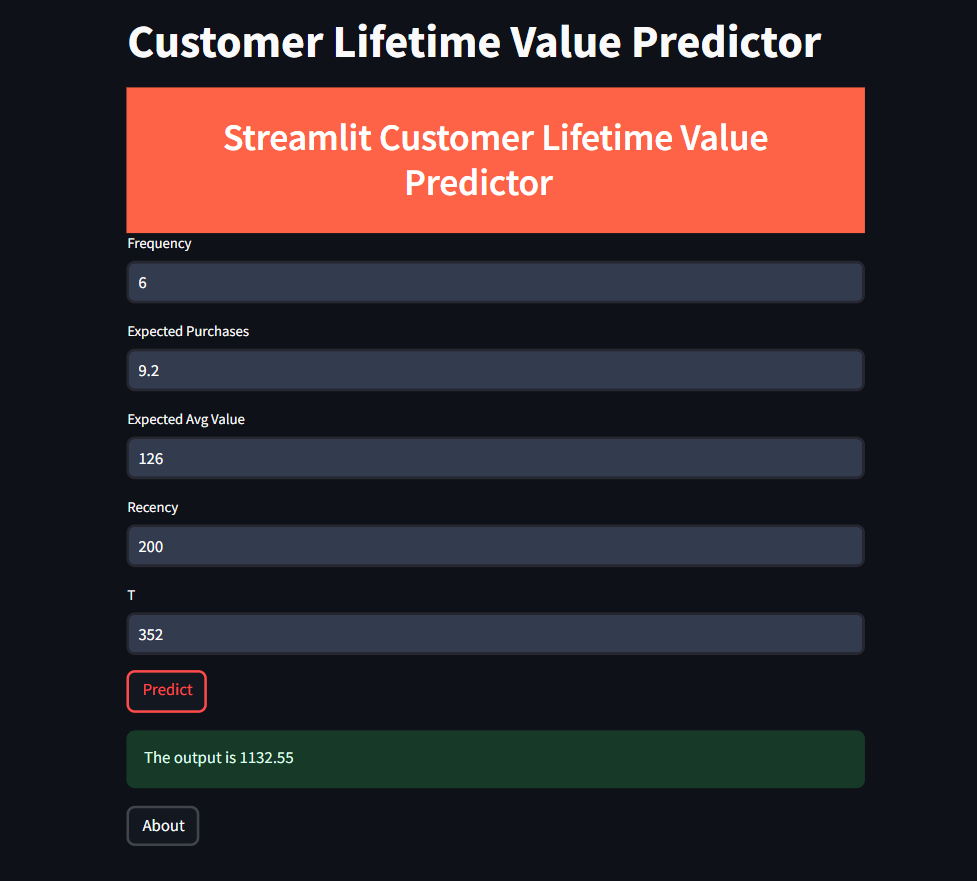 Customer Lifetime Value Predictor
Streamlit Customer Lifetime Value
Predictor
Frequency
6
Expected Purchases
9.2
Expected Avg Value
126
Recency
200
T
352
Predict
The output is 1132.55
About